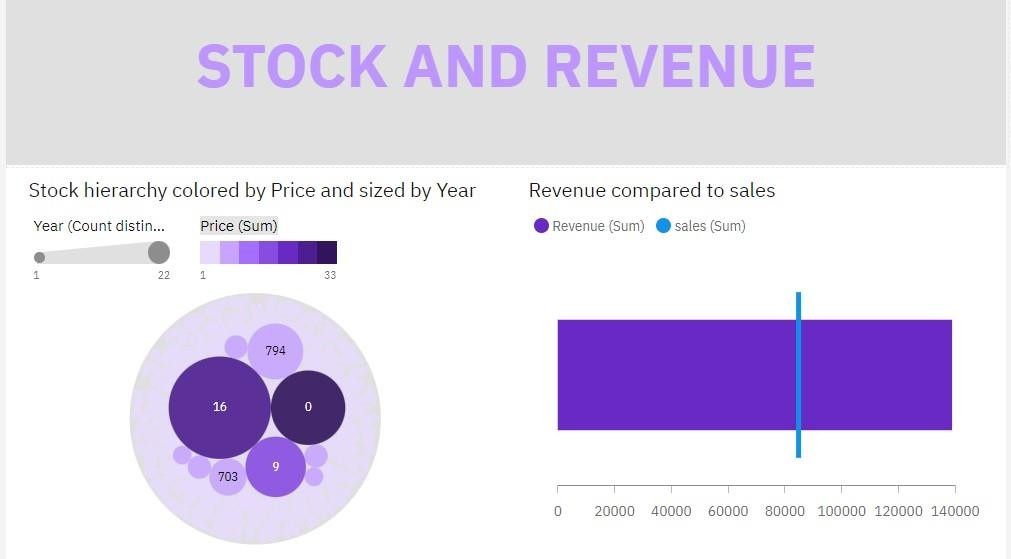 STOCK AND REVENUE
Stock hierarchy colored by Price and sized by Year
Year (Count distin...
1
22
Price (Sum)
1
33
794
16
0
9
703
Revenue compared to sales
Revenue (Sum)
sales (Sum)
0
20000
40000
60000
80000
100000
120000
140000